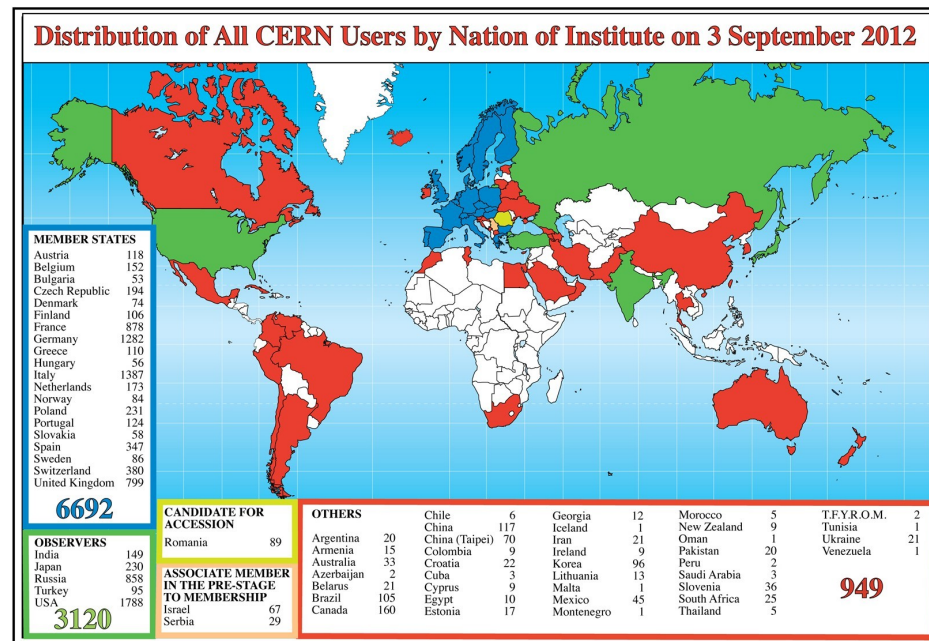 Distribution of All CERN Users by Nation of Institute on 3 September 2012
MEMBER STATES
Austria 118
Belgium 152
Bulgaria 53
Czech Republic 194
Denmark 74
Finland 106
France 878
Germany 1282
Greece 110
Hungary 56
Italy 1387
Netherlands 173
Norway 84
Poland 231
Portugal 124
Slovakia 58
Spain 347
Sweden 86
Switzerland 380
United Kingdom 799
6692
OBSERVERS
India 149
Japan 230
Russia 858
Turkey 95
USA 1788
3120
CANDIDATE FOR
ACCESSION
Romania 89
ASSOCIATE MEMBER
IN THE PRE-STAGE
TO MEMBERSHIP
Israel 67
Serbia 29
OTHERS
Argentina 20
Armenia 15
Australia 33
Azerbaijan 2
Belarus 21
Brazil 105
Canada 160
Chile 6
China 117
China (Taipei) 70
Colombia 9
Croatia 22
Cuba 3
Cyprus 9
Egypt 10
Estonia 17
Georgia 12
Iceland 1
Iran 21
Ireland 9
Korea 96
Lithuania 13
Malta 1
Mexico 45
Montenegro 1
Morocco 5
New Zealand 9
Oman 1
Pakistan 20
Peru 2
Saudi Arabia 3
Slovenia 36
South Africa 25
Thailand 5
T.F.Y.R.O.M. 2
Tunisia 1
Ukraine 21
Venezuela 1
949